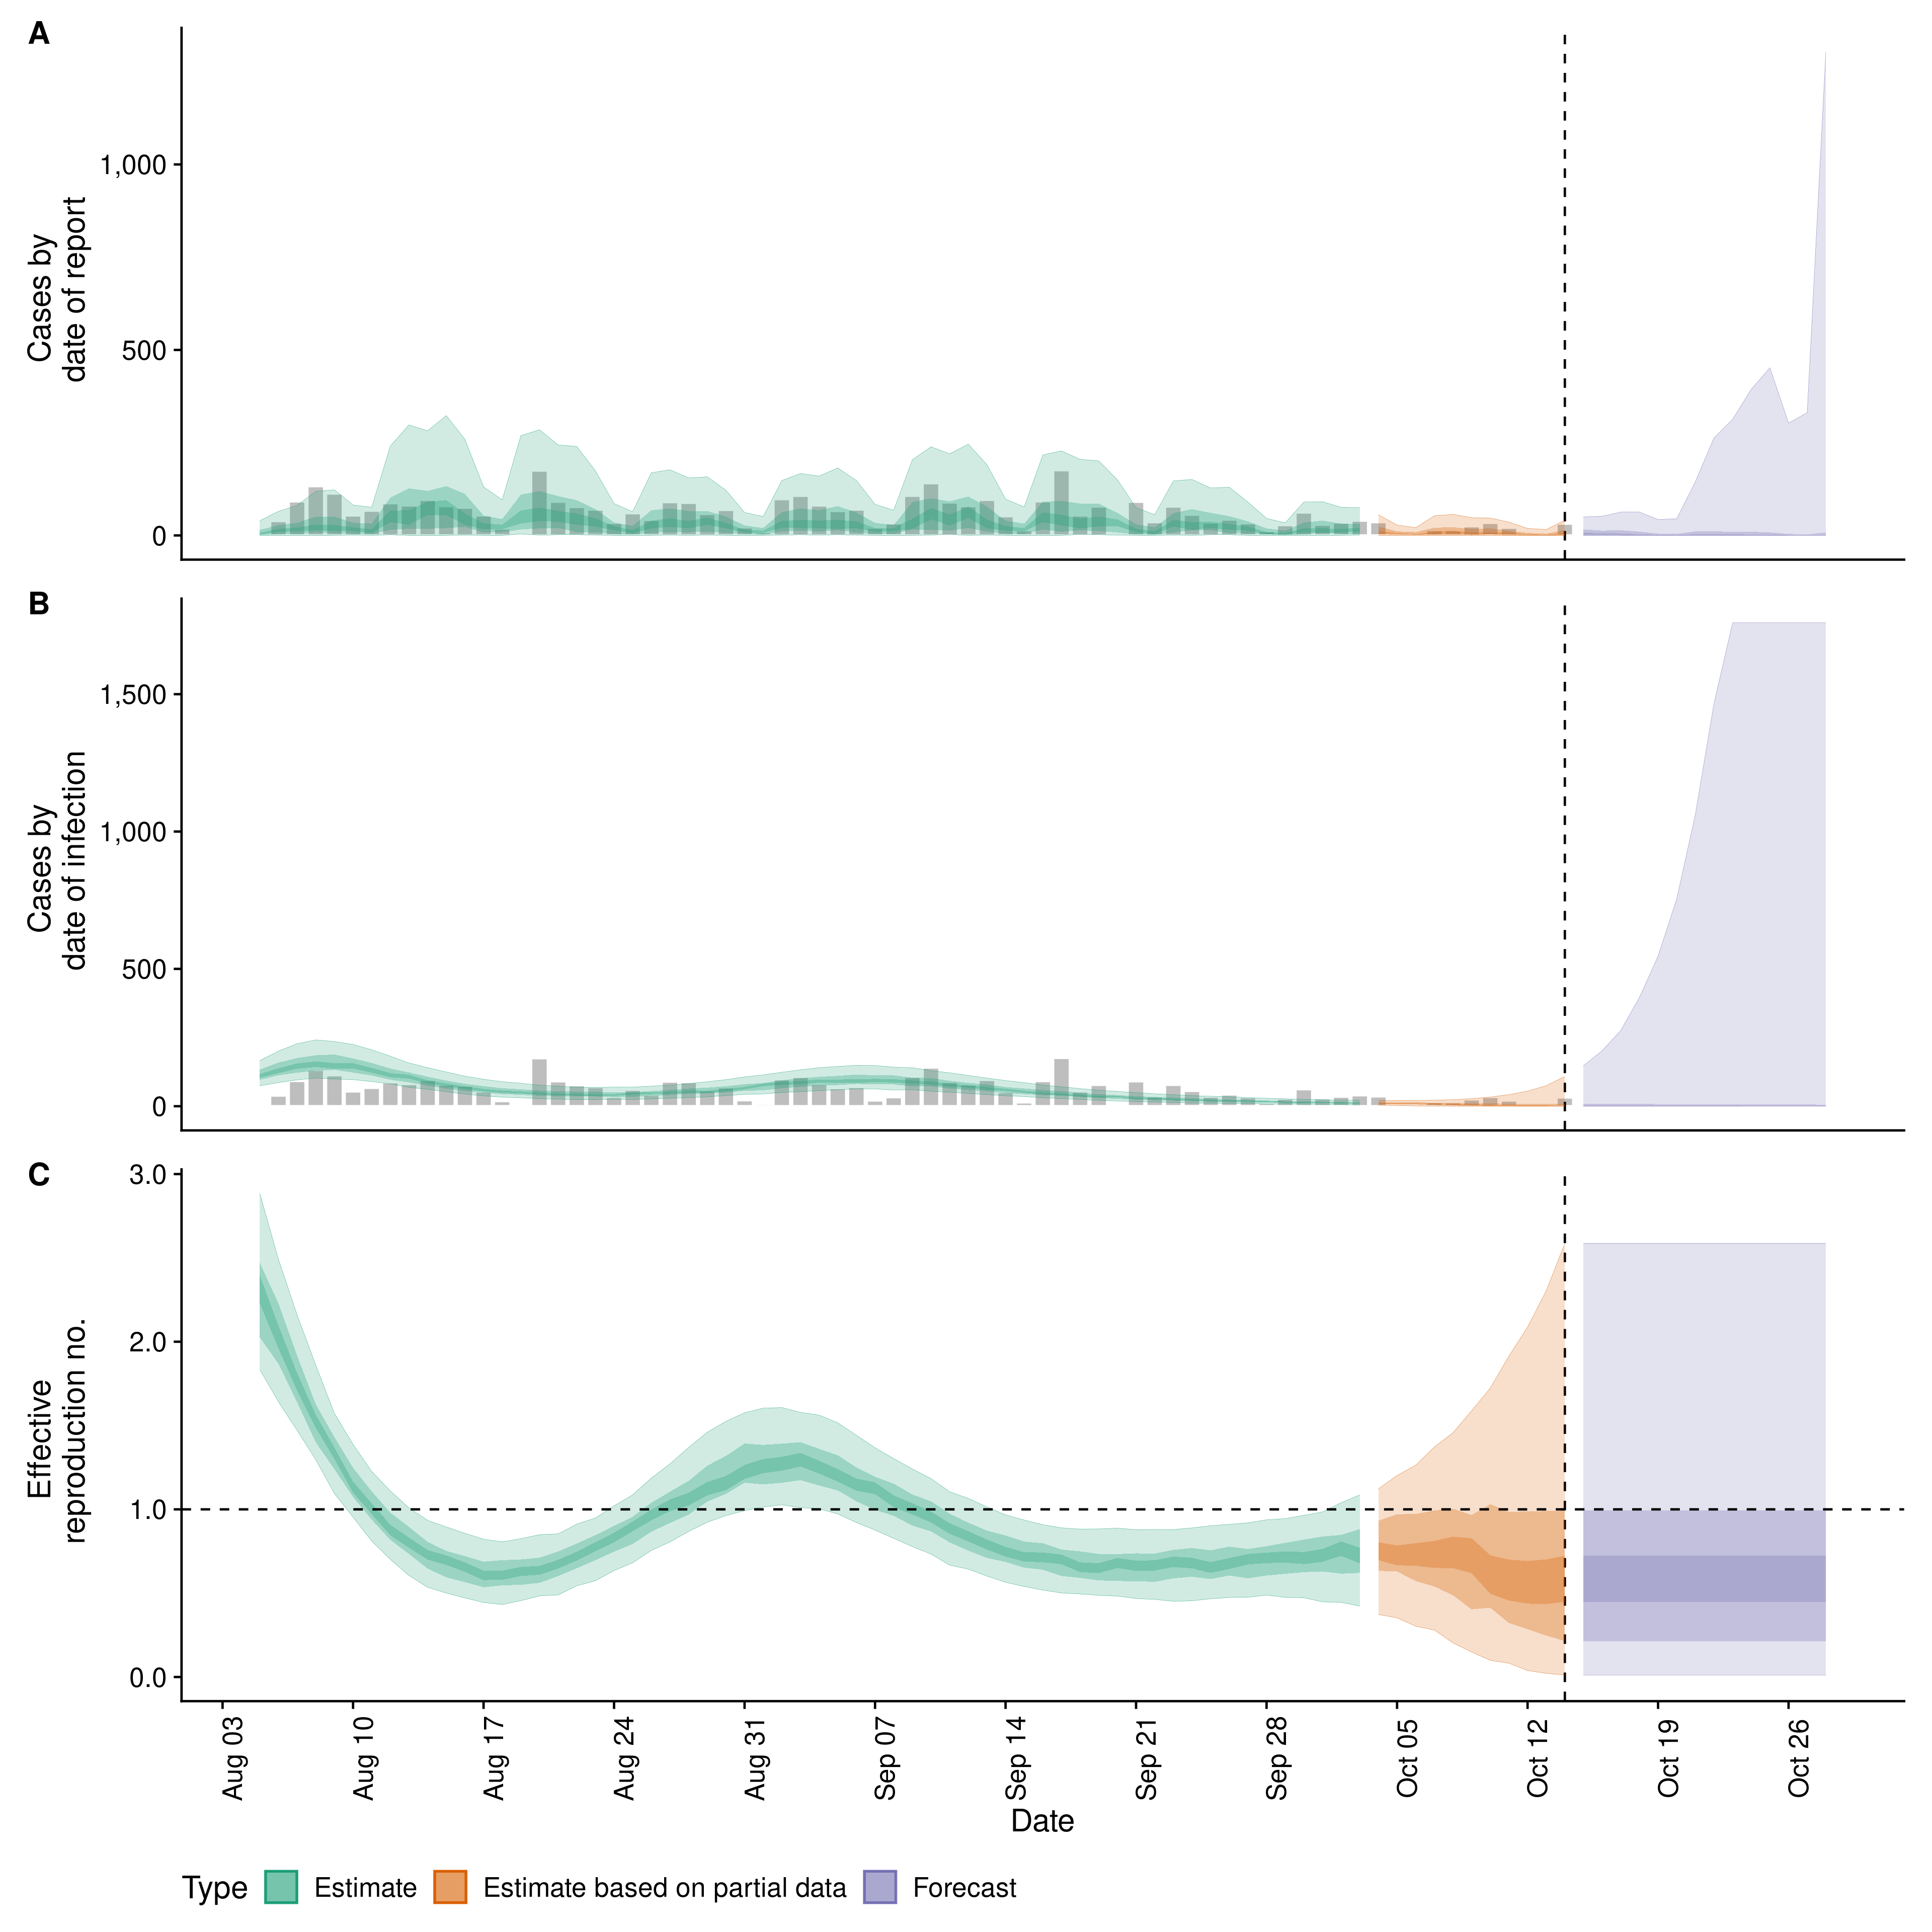 A
Cases by
date of report
1,000
500
0
B
Cases by
date of infection
1,500
1,000
500
0
C
Effective
reproduction no.
3.0
2.0
1.0
0.0
Aug 03
Aug 10
Aug 17
Aug 24
Aug 31
Sep 07
Sep 14
Sep 21
Sep 28
Oct 05
Oct 12
Oct 19
Oct 26
Date
Type Estimate Estimate based on partial data Forecast